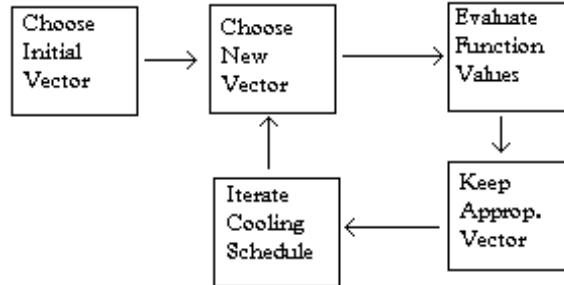 Choose
Initial
Vector
Choose
New
Vector
Evaluate
Function
Values
Keep
Approp.
Vector
Iterate
Cooling
Schedule